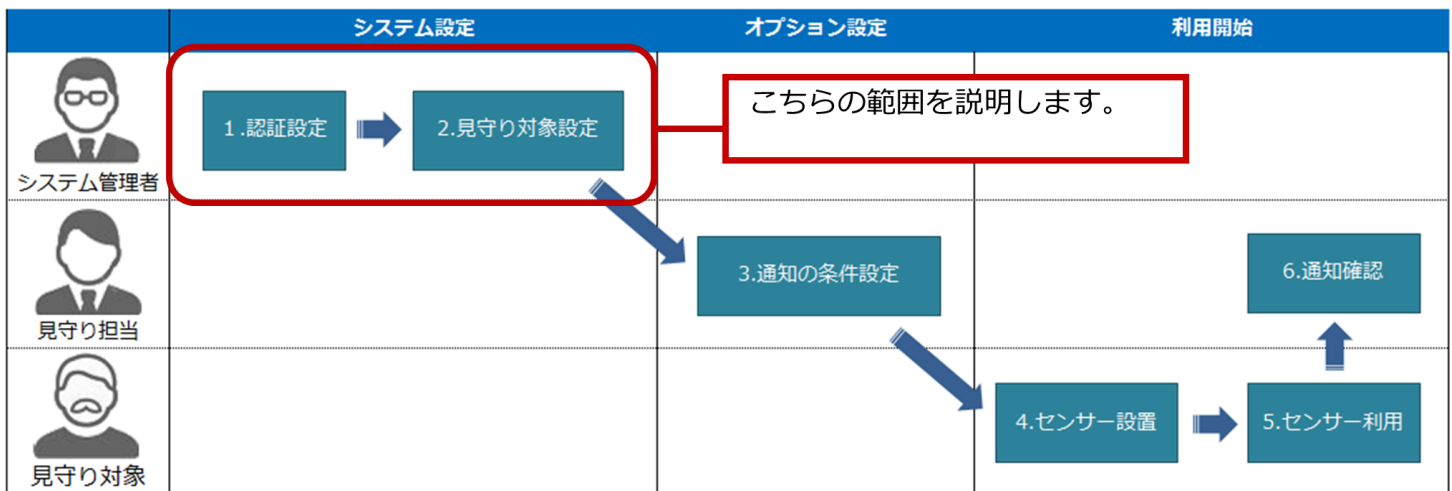 システム設定
オプション設定
利用開始
こちらの範囲を説明します。
1.認証設定
2.見守り対象設定
システム管理者
3.通知の条件設定
6.通知確認
見守り担当
4.センサー設置
5.センサー利用
見守り対象